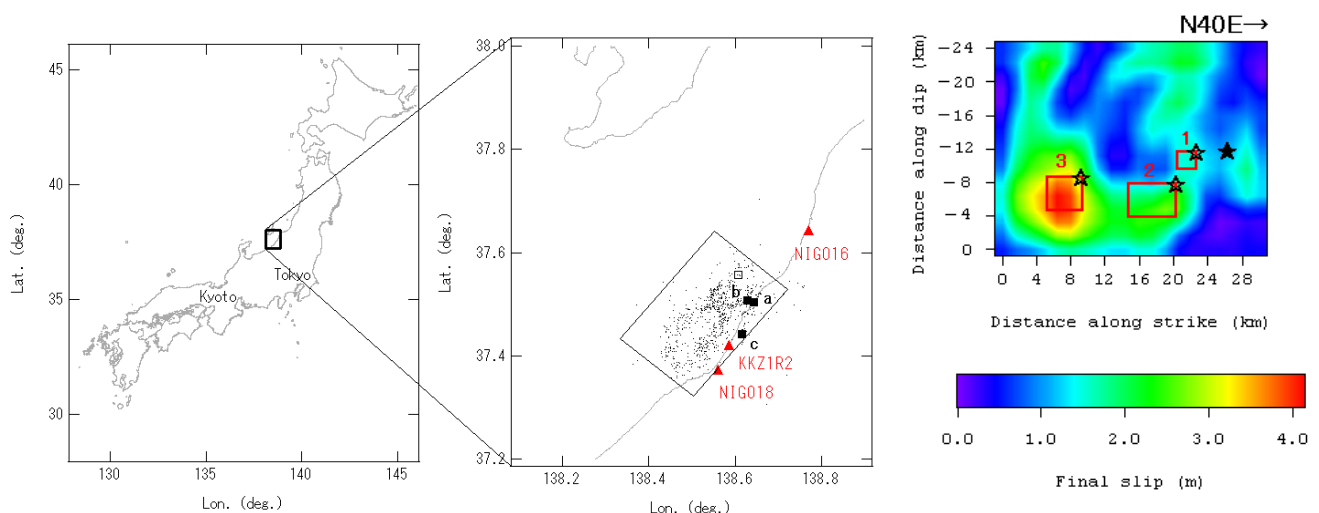 45
40
35
30
Lat. (deg.)
Kyoto
Tokyo
130
135
140
145
Lon. (deg.)
38.0
37.8
37.6
37.4
37.2
Lat. (deg.)
NIG016
b
a
c
KKZ1R2
NIG018
138.2
138.4
138.6
138.8
Lon. (deg.)
N40E→
Distance along dip (km)
-24
-20
-16
-12
-8
-4
0
1
2
3
0
4
8
12
16
20
24
28
Distance along strike (km)
0.0
1.0
2.0
3.0
4.0
Final slip (m)